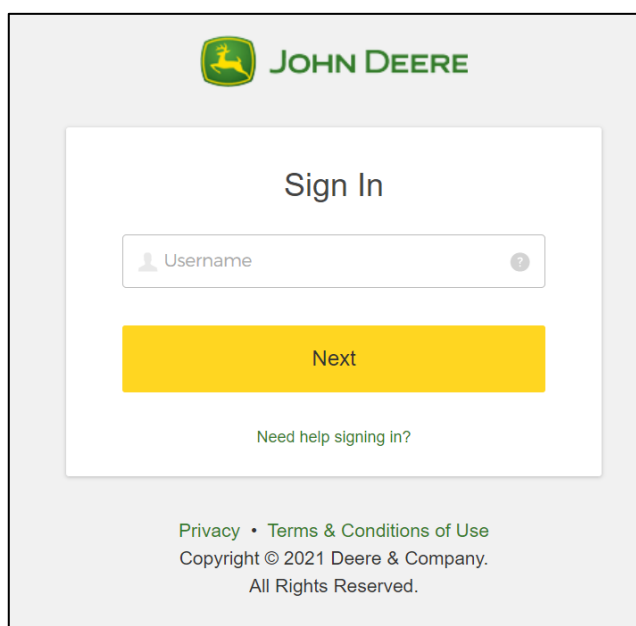 JOHN DEERE
Sign In
Username
?
Next
Need help signing in?
Privacy • Terms & Conditions of Use
Copyright © 2021 Deere & Company.
All Rights Reserved.